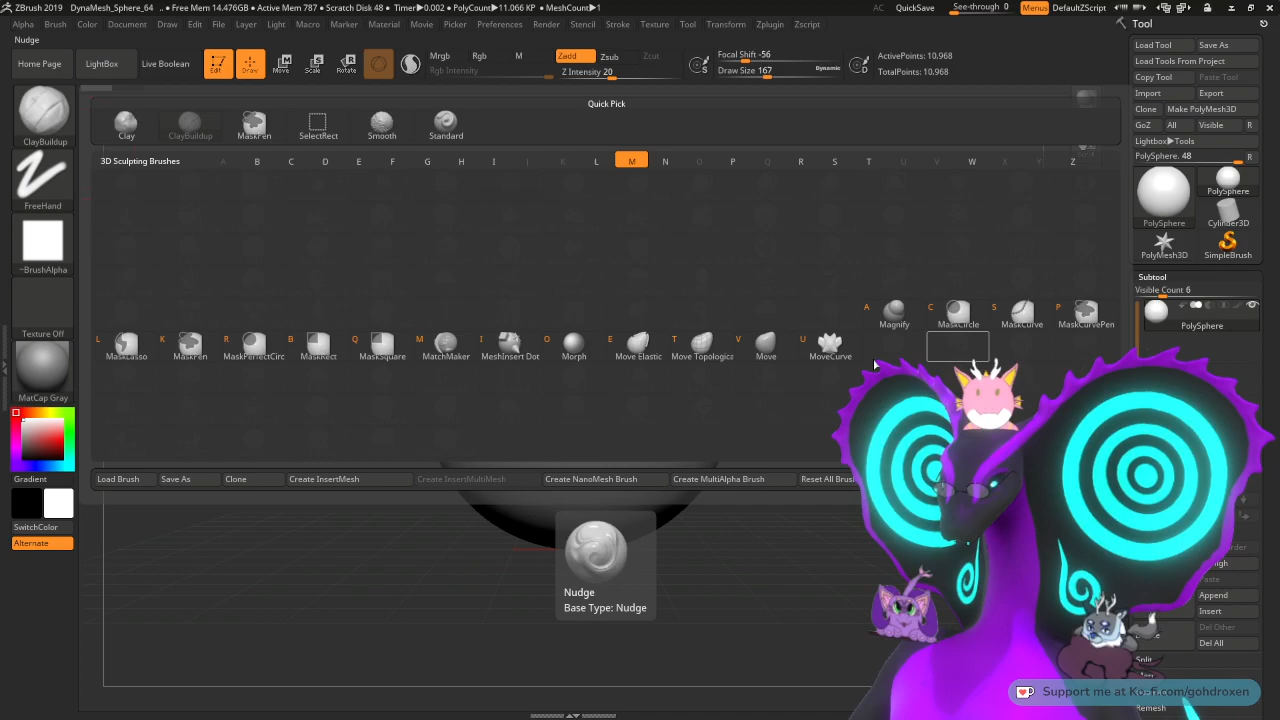 ZBrush 2019 DynaMesh_Sphere_64 .. • Free Mem 14.476GB • Active Mem 787 • Scratch Disk 48 • Timer▶0.002 • PolyCount▶11.066 KP • MeshCount▶1 AC QuickSave See-through 0 Menus DefaultZScript
Alpha Brush Color Document Draw Edit File Layer Light Macro Marker Material Movie Picker Preferences Render Stencil Stroke Texture Tool Transform Zplugin Zscript
Nudge
Home Page LightBox Live Boolean Edit Draw Move Scale Rotate
Mrgb Rgb M Zadd Zsub Zcut
Rgb Intensity Z Intensity 20
Focal Shift -56
Draw Size 167 Dynamic
S D
ActivePoints: 10,968
TotalPoints: 10,968
Quick Pick
Clay ClayBuildup MaskPen SelectRect Smooth Standard
3D Sculpting Brushes A B C D E F G H I J K L M N O P Q R S T U V W X Y Z
A Magnify C MaskCircle S MaskCurve P MaskCurvePen
L MaskLasso K MaskPen R MaskPerfectCirc B MaskRect Q MaskSquare M MatchMaker I MeshInsert Dot O Morph E Move Elastic T Move Topologica V Move U MoveCurve
Load Brush Save As Clone Create InsertMesh Create InsertMultiMesh Create NanoMesh Brush Create MultiAlpha Brush Reset All Brush
Nudge
Base Type: Nudge
ClayBuildup
FreeHand
~BrushAlpha
Texture Off
MatCap Gray
Gradient
SwitchColor
Alternate
Tool
Load Tool Save As
Load Tools From Project
Copy Tool Paste Tool
Import Export
Clone Make PolyMesh3D
GoZ All Visible R
Lightbox▶Tools
PolySphere. 48 R
PolySphere PolySphere
Cylinder3D
PolyMesh3D SimpleBrush
Subtool
Visible Count 6
PolySphere
Append
Insert
Del Other
Del All
Split
Remesh
Support me at Ko-fi.com/gohdroxen